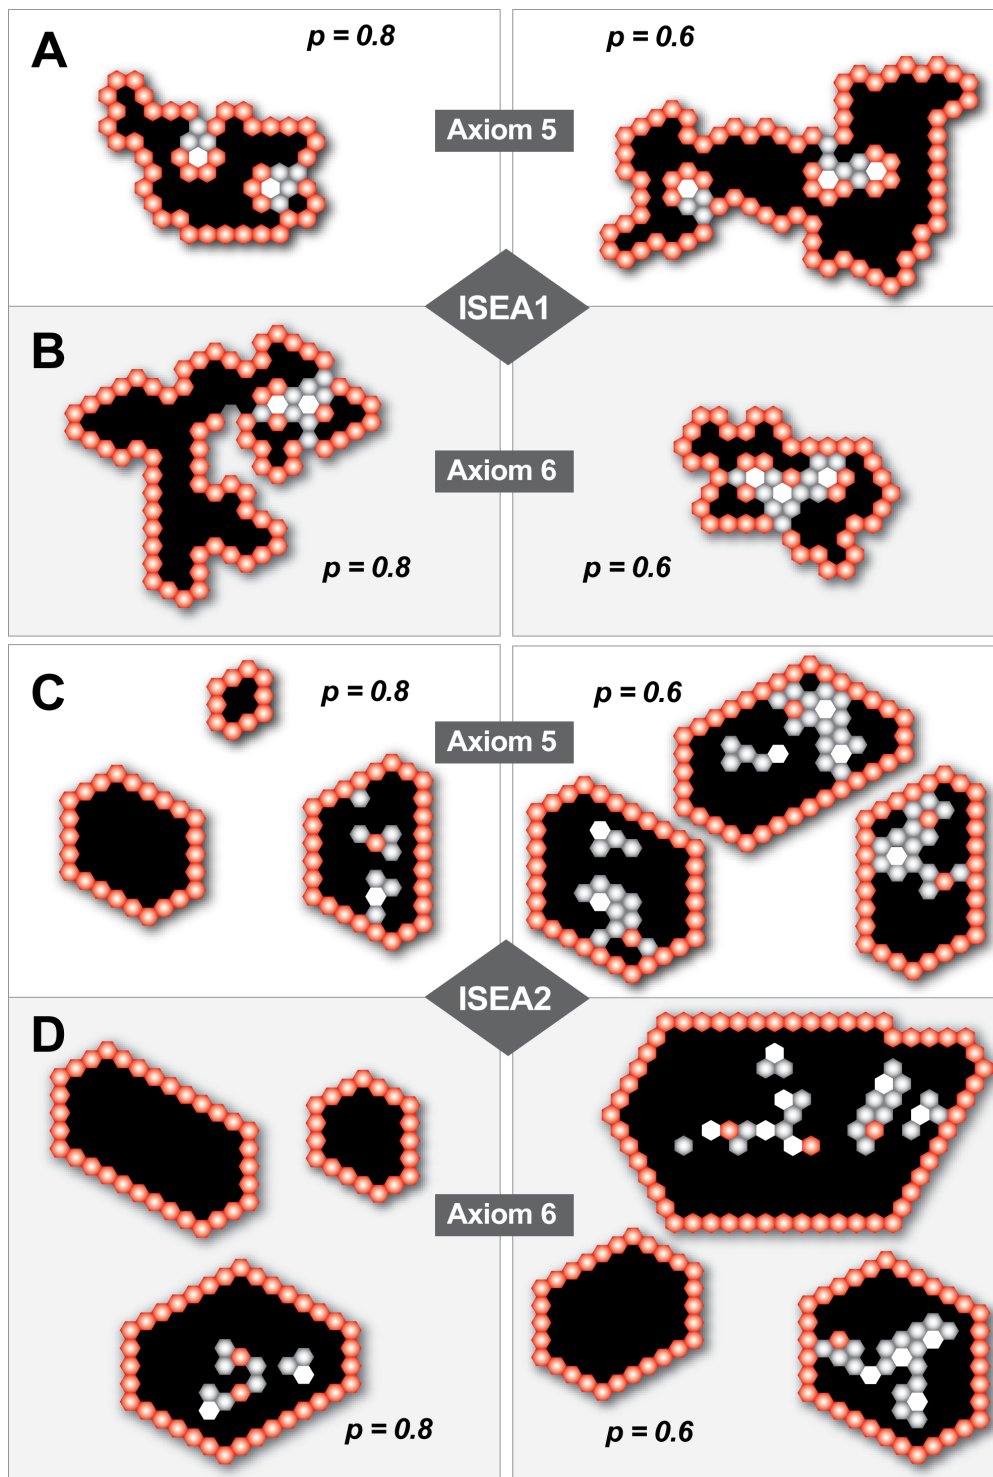 A
p = 0.8
p = 0.6
Axiom 5
ISEA1
B
Axiom 6
p = 0.8
p = 0.6
C
p = 0.8
p = 0.6
Axiom 5
ISEA2
D
Axiom 6
p = 0.8
p = 0.6